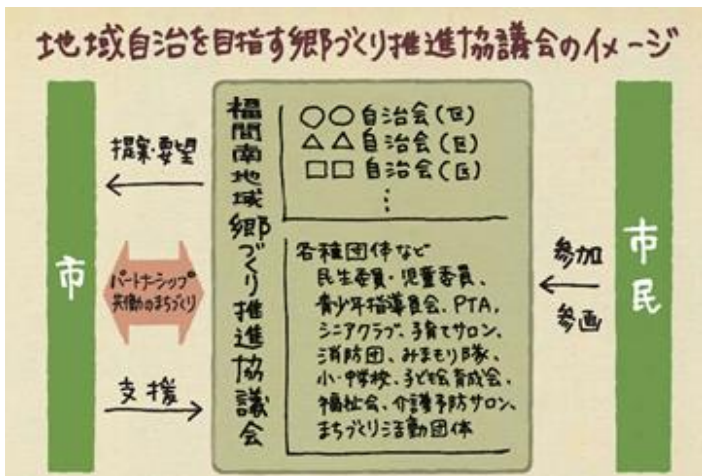 地域自治を目指す郷づくり推進協議会のイメージ
市
提案・要望
パートナーシップ
共働のまちづくり
支援
福間南地域郷づくり推進協議会
○○自治会(区)
△△自治会(区)
□□自治会(区)
⋮
各種団体など
民生委員・児童委員、
青少年指導員会、PTA、
シニアクラブ、子育てサロン、
消防団、みまもり隊、
小・中学校、子ども会育成会、
福祉会、介護予防サロン、
まちづくり活動団体
参加
参画
市民